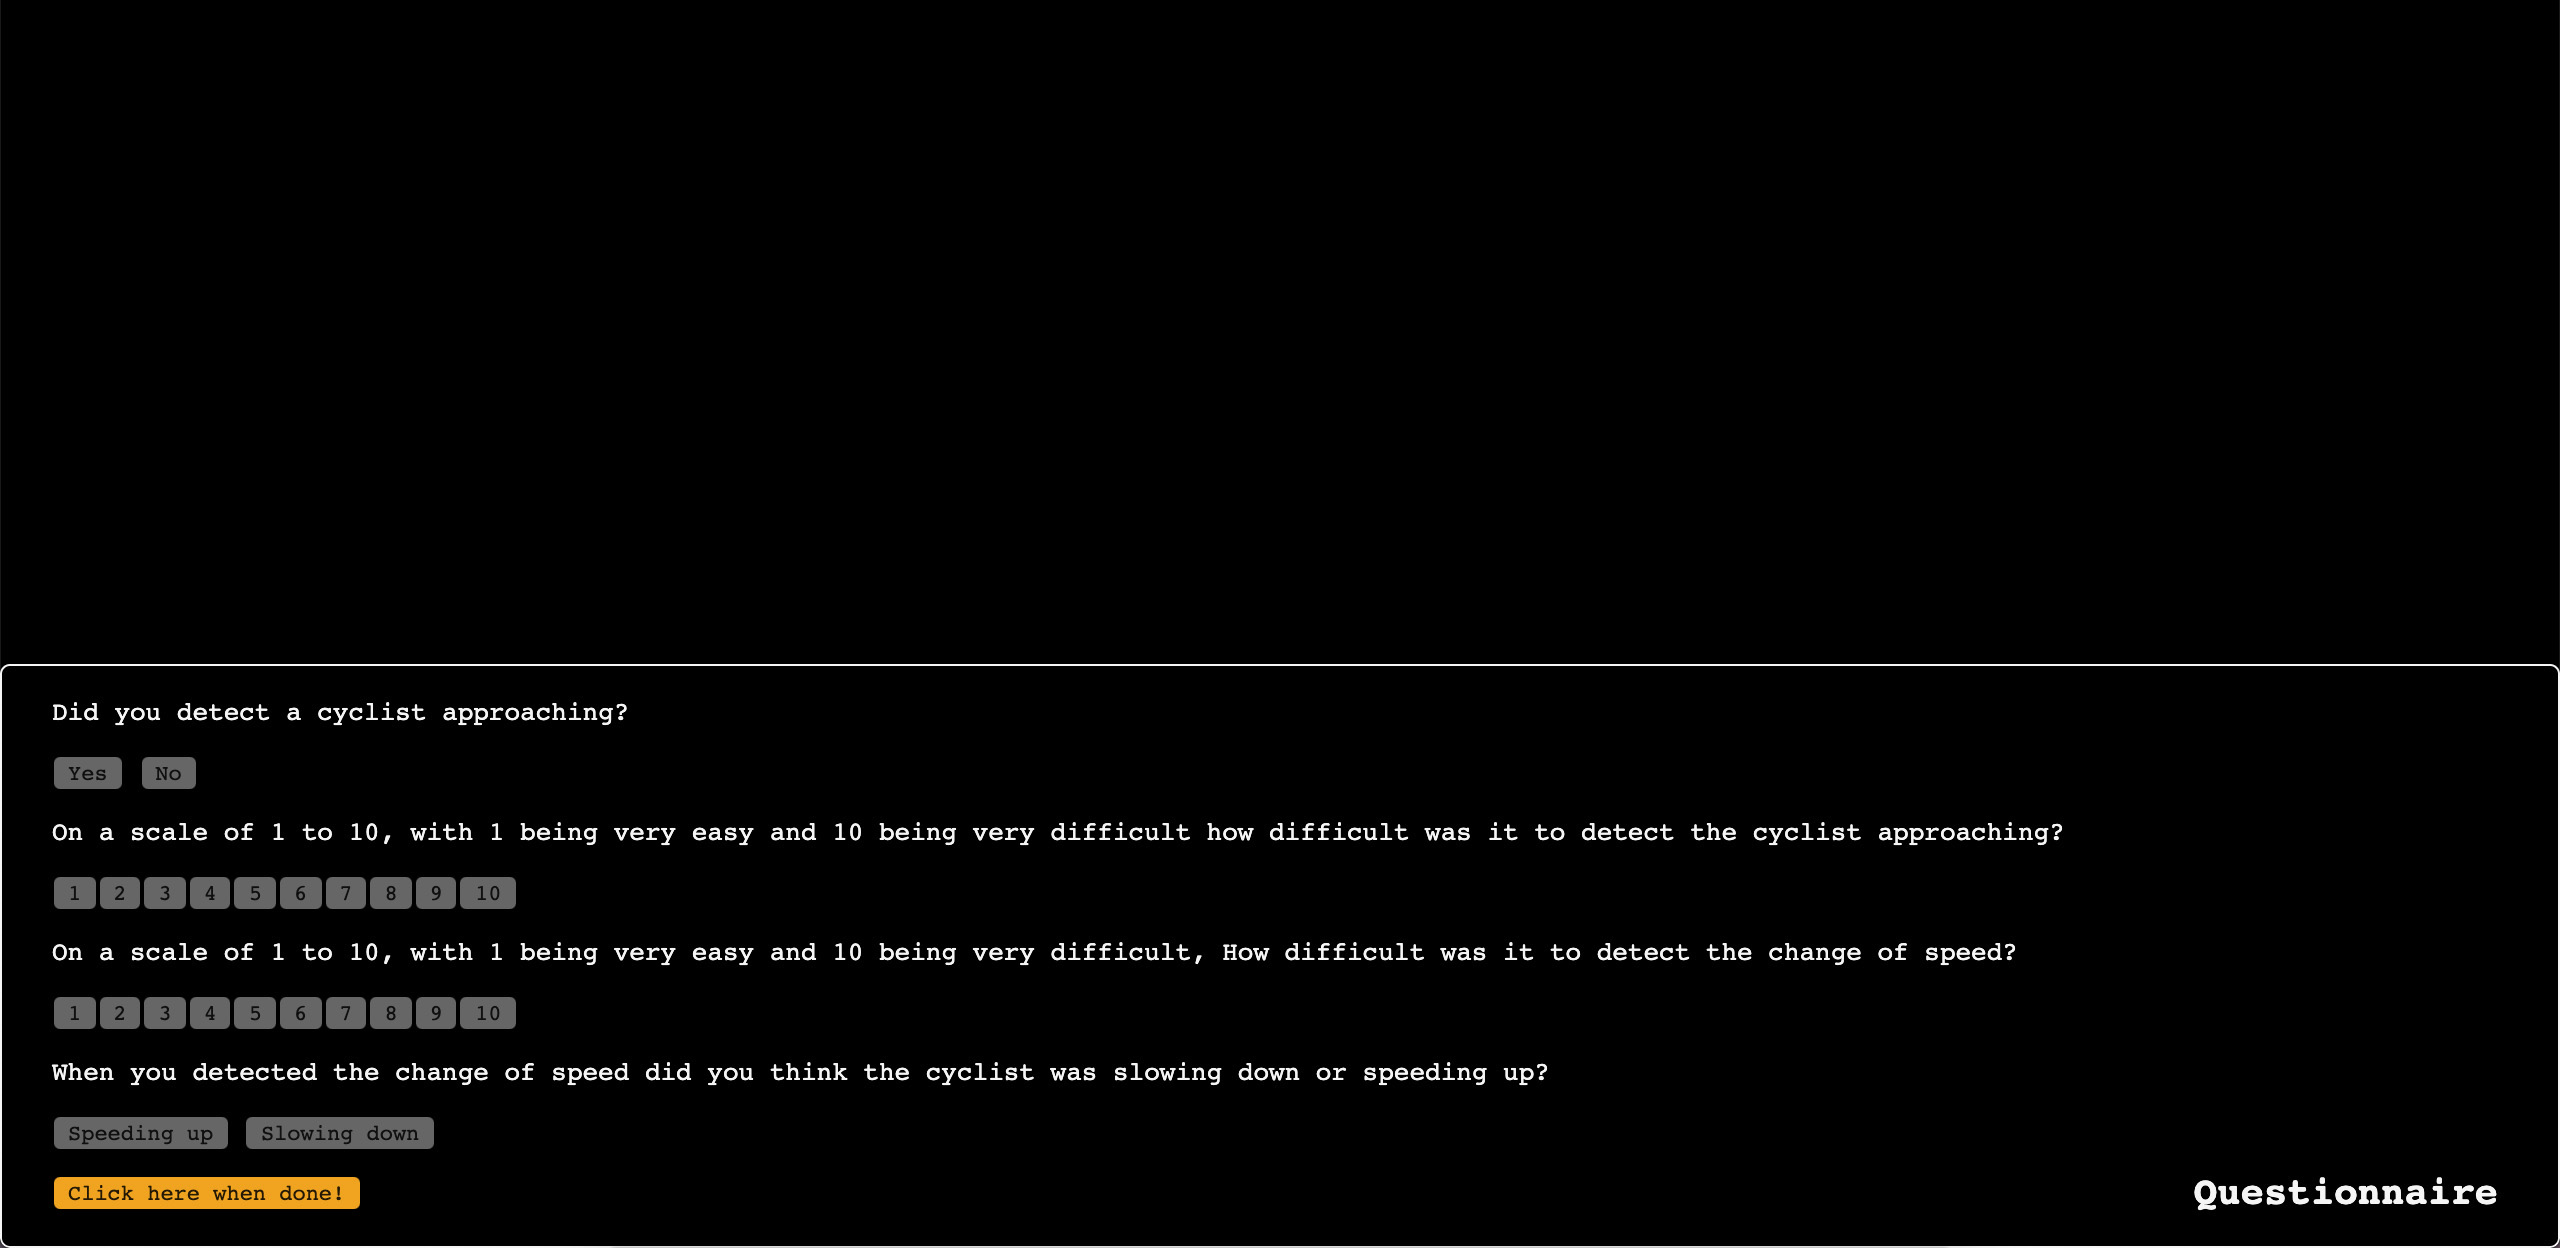 Did you detect a cyclist approaching?
Yes No
On a scale of 1 to 10, with 1 being very easy and 10 being very difficult how difficult was it to detect the cyclist approaching?
1 2 3 4 5 6 7 8 9 10
On a scale of 1 to 10, with 1 being very easy and 10 being very difficult, How difficult was it to detect the change of speed?
1 2 3 4 5 6 7 8 9 10
When you detected the change of speed did you think the cyclist was slowing down or speeding up?
Speeding up Slowing down
Click here when done!
Questionnaire